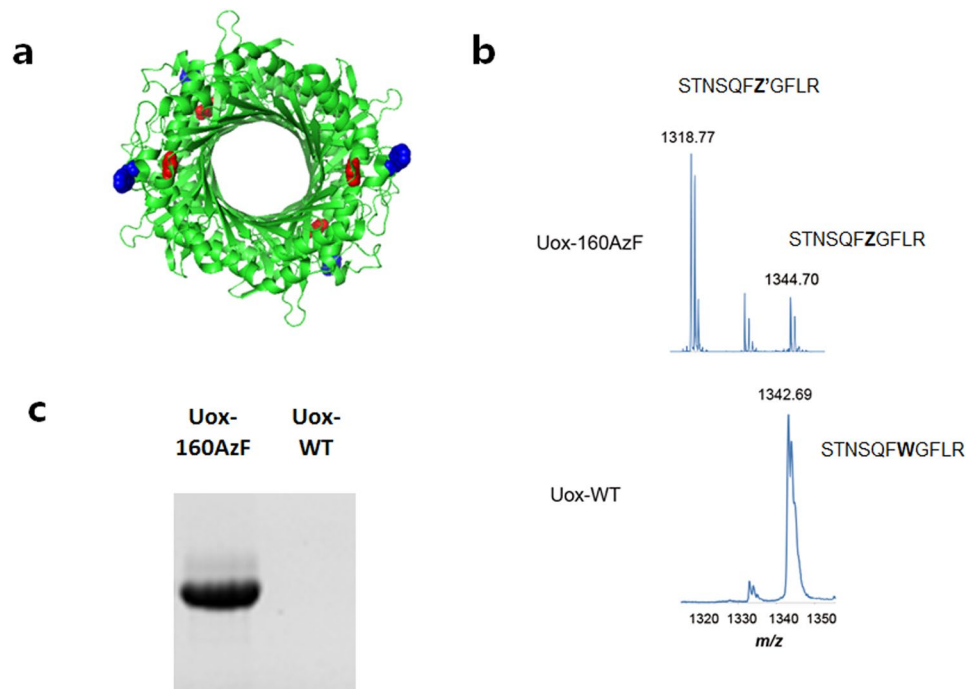 a
b
STNSQFZ'GFLR
1318.77
Uox-160AzF
STNSQFZGFLR
1344.70
1342.69
STNSQFWGFLR
Uox-WT
1320 1330 1340 1350
m/z
c
Uox-
160AzF
Uox-
WT